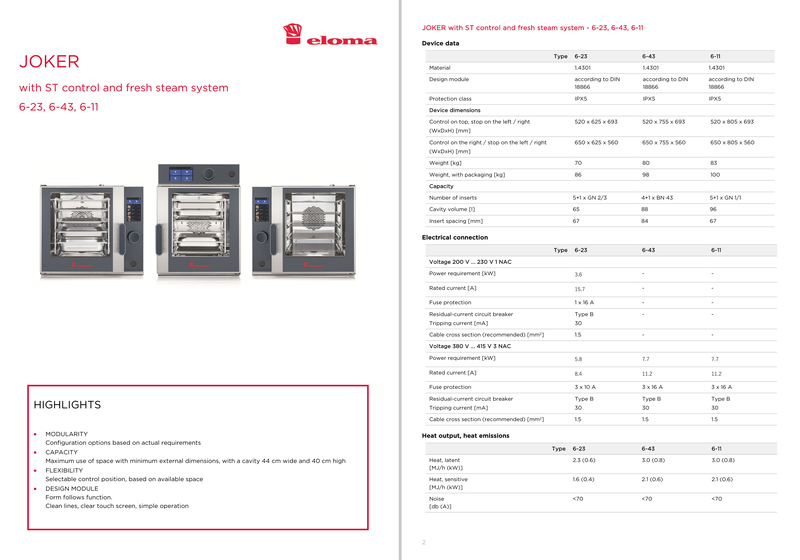 eloma
JOKER
with ST control and fresh steam system
6-23, 6-43, 6-11
HIGHLIGHTS
• MODULARITY
Configuration options based on actual requirements
• CAPACITY
Maximum use of space with minimum external dimensions, with a cavity 44 cm wide and 40 cm high
• FLEXIBILITY
Selectable control position, based on available space
• DESIGN MODULE
Form follows function.
Clean lines, clear touch screen, simple operation
JOKER with ST control and fresh steam system - 6-23, 6-43, 6-11
Device data
Type 6-23 6-43 6-11
Material 1.4301 1.4301 1.4301
Design module according to DIN according to DIN according to DIN
18866 18866 18866
Protection class IPX5 IPX5 IPX5
Device dimensions
Control on top, stop on the left / right 520 x 625 x 693 520 x 755 x 693 520 x 805 x 693
(WxDxH) [mm]
Control on the right / stop on the left / right 650 x 625 x 560 650 x 755 x 560 650 x 805 x 560
(WxDxH) [mm]
Weight [kg] 70 80 83
Weight, with packaging [kg] 86 98 100
Capacity
Number of inserts 5+1 x GN 2/3 4+1 x BN 43 5+1 x GN 1/1
Cavity volume [l] 65 88 96
Insert spacing [mm] 67 84 67
Electrical connection
Type 6-23 6-43 6-11
Voltage 200 V ... 230 V 1 NAC
Power requirement [kW] 3.6 - -
Rated current [A] 15.7 - -
Fuse protection 1 x 16 A - -
Residual-current circuit breaker Type B - -
Tripping current [mA] 30
Cable cross section (recommended) [mm²] 1.5 - -
Voltage 380 V ... 415 V 3 NAC
Power requirement [kW] 5.8 7.7 7.7
Rated current [A] 8.4 11.2 11.2
Fuse protection 3 x 10 A 3 x 16 A 3 x 16 A
Residual-current circuit breaker Type B Type B Type B
Tripping current [mA] 30 30 30
Cable cross section (recommended) [mm²] 1.5 1.5 1.5
Heat output, heat emissions
Type 6-23 6-43 6-11
Heat, latent 2.3 (0.6) 3.0 (0.8) 3.0 (0.8)
[MJ/h (kW)]
Heat, sensitive 1.6 (0.4) 2.1 (0.6) 2.1 (0.6)
[MJ/h (kW)]
Noise <70 <70 <70
[db (A)]
2